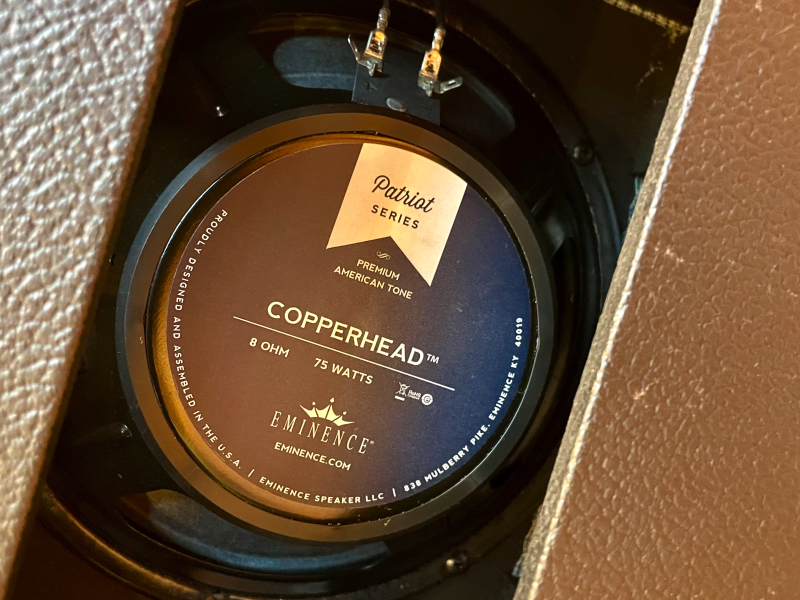 Patriot
SERIES
PREMIUM
AMERICAN TONE
COPPERHEAD™
8 OHM 75 WATTS
RoHS
EMINENCE®
EMINENCE.COM
PROUDLY DESIGNED AND ASSEMBLED IN THE U.S.A. | EMINENCE SPEAKER LLC | 838 MULBERRY PIKE, EMINENCE KY 40019